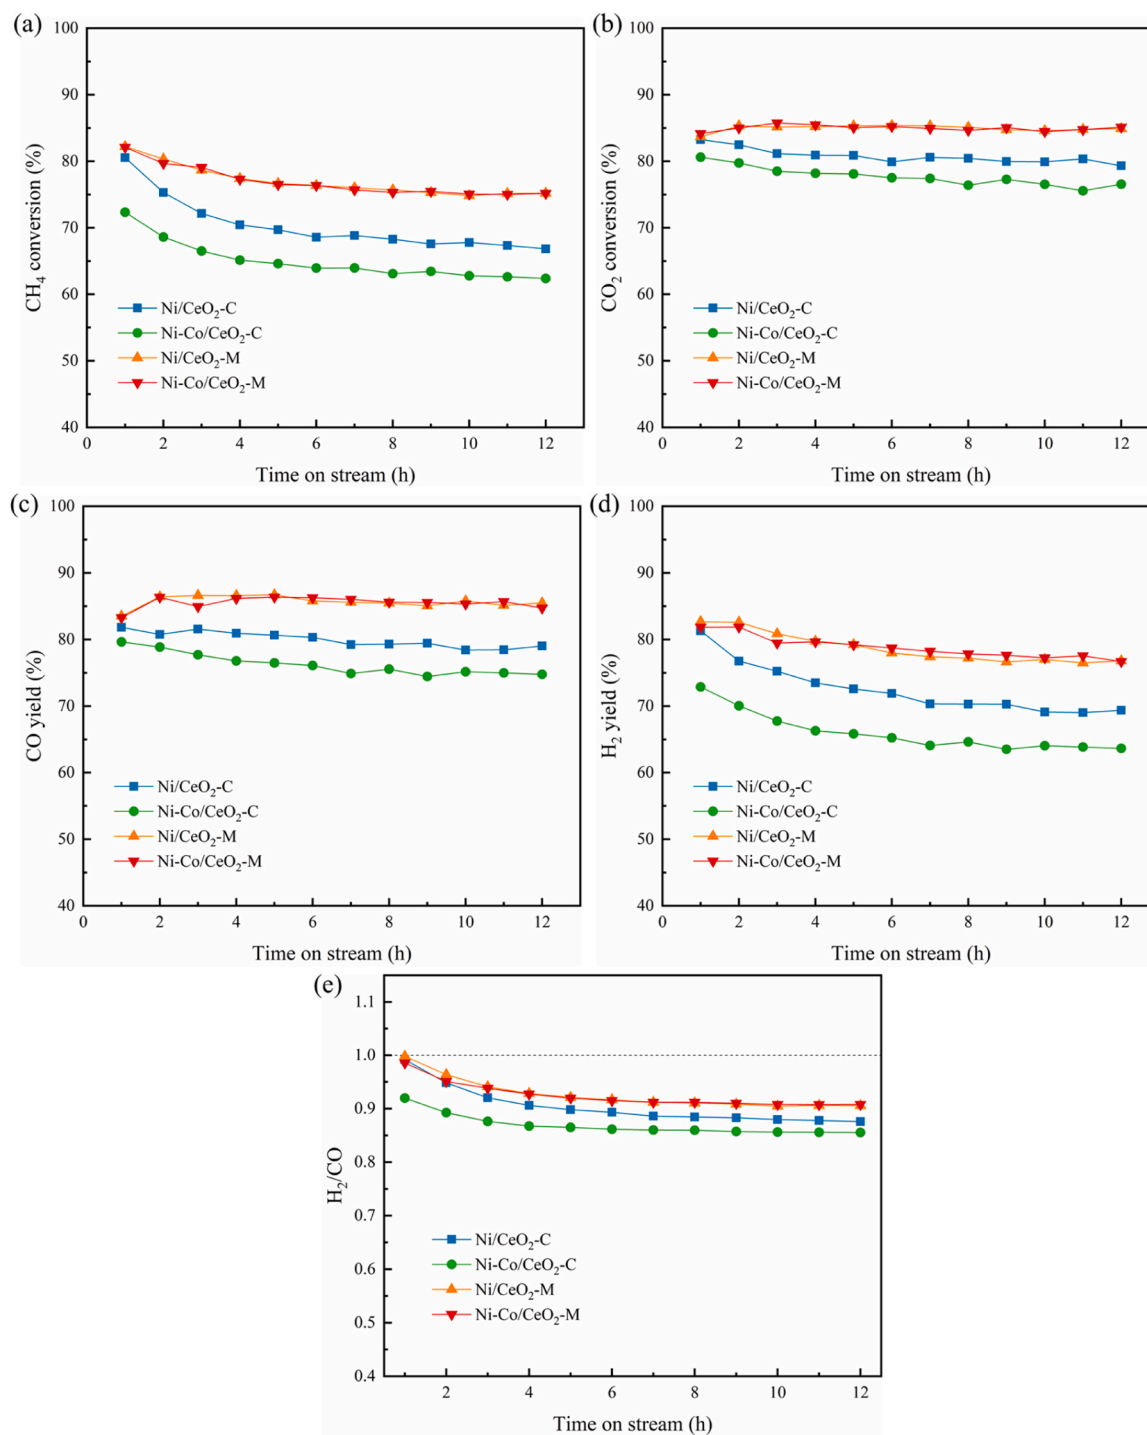 (a)
100
90
80
70
60
50
40
CH₄ conversion (%)
Ni/CeO₂-C
Ni-Co/CeO₂-C
Ni/CeO₂-M
Ni-Co/CeO₂-M
0 2 4 6 8 10 12
Time on stream (h)
(b)
100
90
80
70
60
50
40
CO₂ conversion (%)
Ni/CeO₂-C
Ni-Co/CeO₂-C
Ni/CeO₂-M
Ni-Co/CeO₂-M
0 2 4 6 8 10 12
Time on stream (h)
(c)
100
90
80
70
60
50
40
CO yield (%)
Ni/CeO₂-C
Ni-Co/CeO₂-C
Ni/CeO₂-M
Ni-Co/CeO₂-M
0 2 4 6 8 10 12
Time on stream (h)
(d)
100
90
80
70
60
50
40
H₂ yield (%)
Ni/CeO₂-C
Ni-Co/CeO₂-C
Ni/CeO₂-M
Ni-Co/CeO₂-M
0 2 4 6 8 10 12
Time on stream (h)
(e)
1.1
1.0
0.9
0.8
0.7
0.6
0.5
0.4
H₂/CO
Ni/CeO₂-C
Ni-Co/CeO₂-C
Ni/CeO₂-M
Ni-Co/CeO₂-M
2 4 6 8 10 12
Time on stream (h)